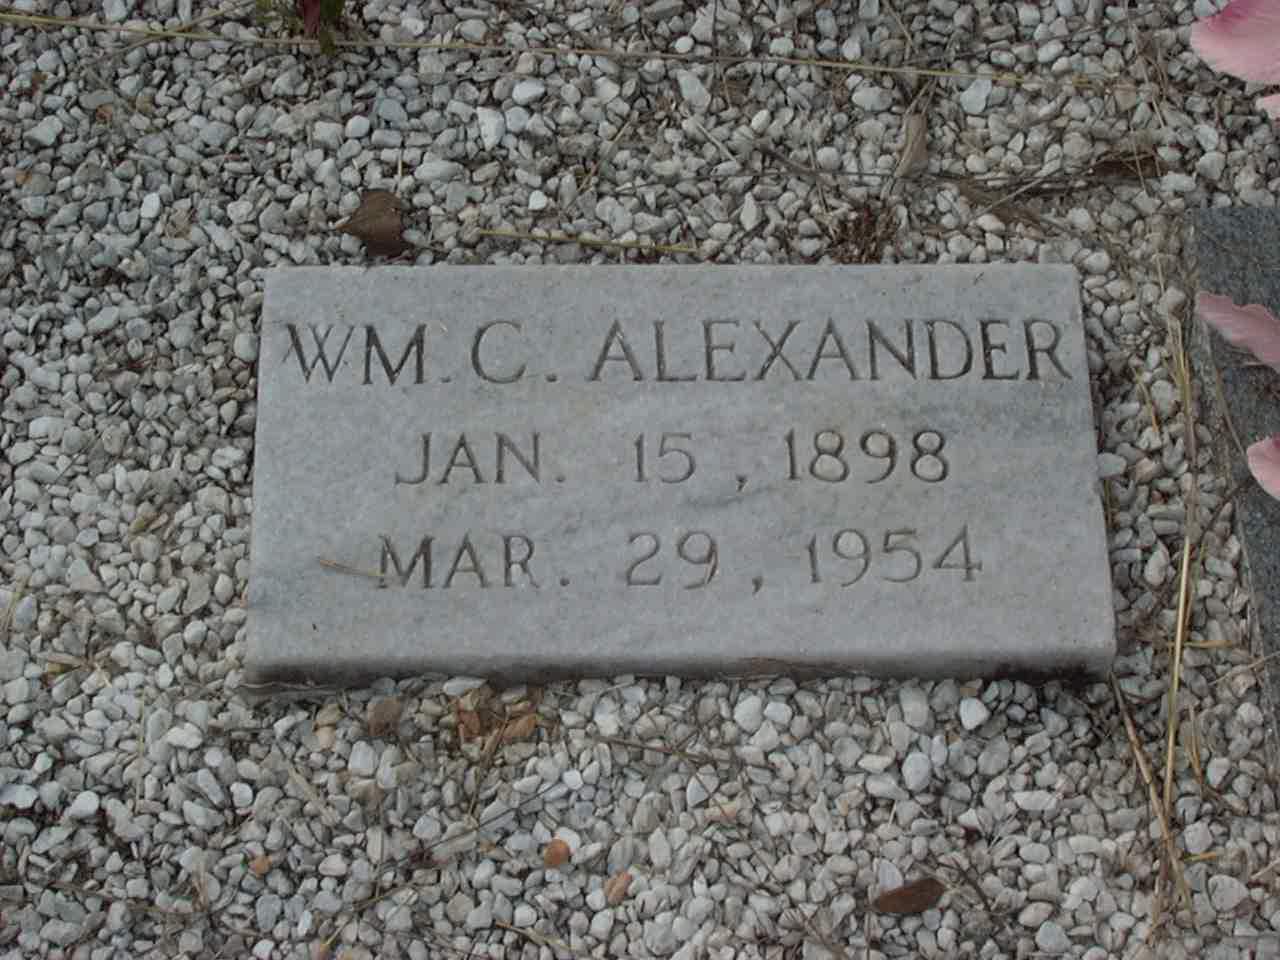 WM. C. ALEXANDER
JAN. 15, 1898
MAR. 29, 1954